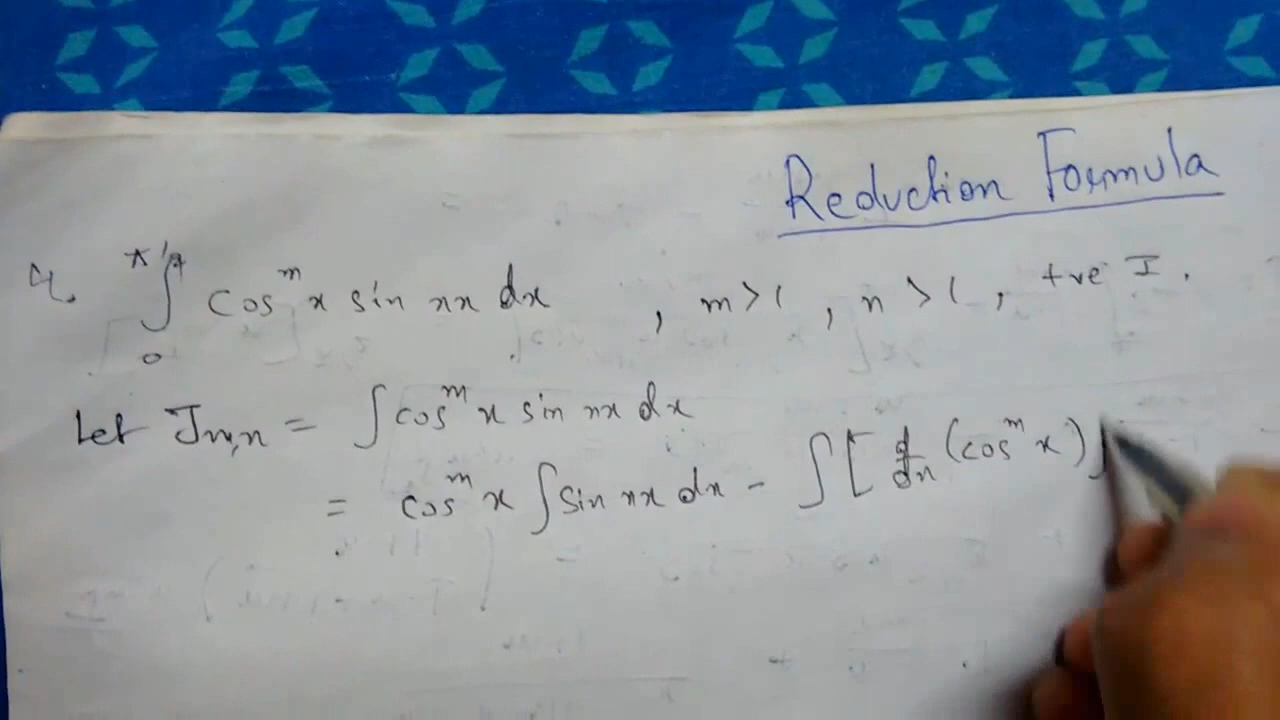 Reduction Formula
4. ∫₀^{π/4} cos^m x sin nx dx , m>1 , n>1 , +ve I.
Let J_{m,n} = ∫cos^m x sin nx dx
= cos^m x ∫sin nx dx - ∫[ d/dx (cos^m x) ∫